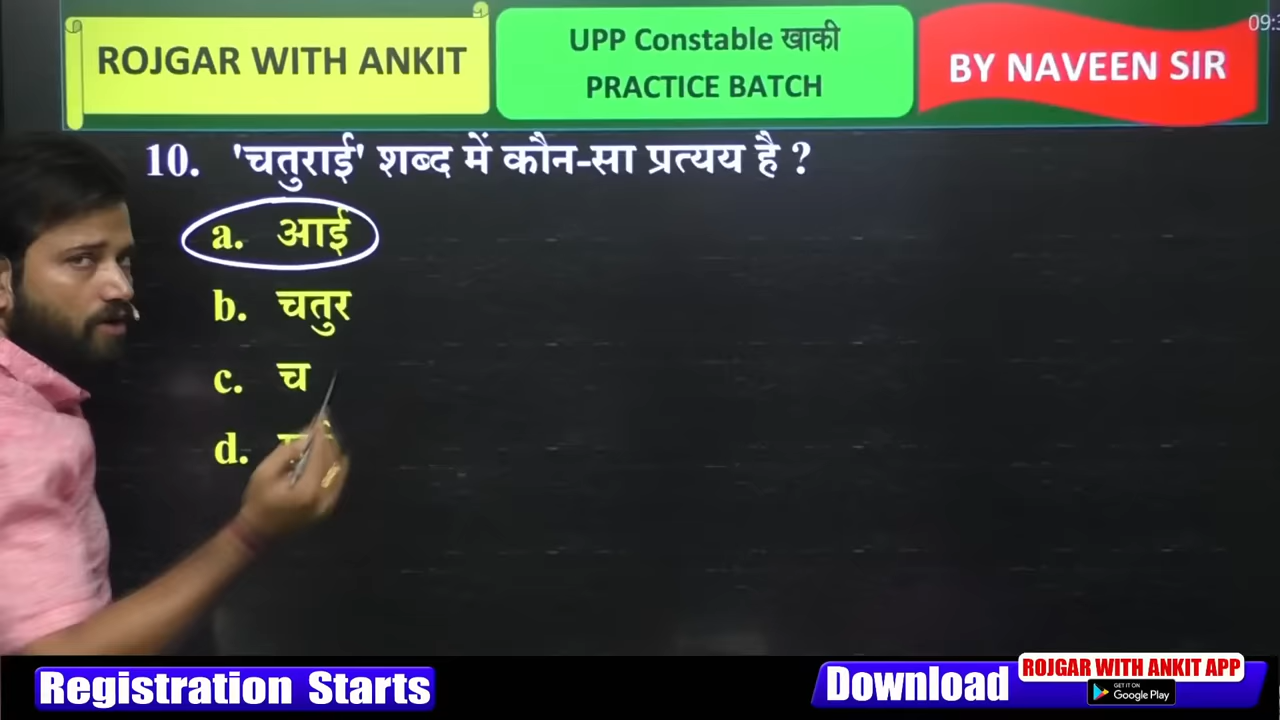 ROJGAR WITH ANKIT
UPP Constable खाकी
PRACTICE BATCH
BY NAVEEN SIR
10. 'चतुराई' शब्द में कौन-सा प्रत्यय है ?
a. आई
b. चतुर
c. च
d.
Registration Starts
Download
ROJGAR WITH ANKIT APP
GET IT ON
Google Play